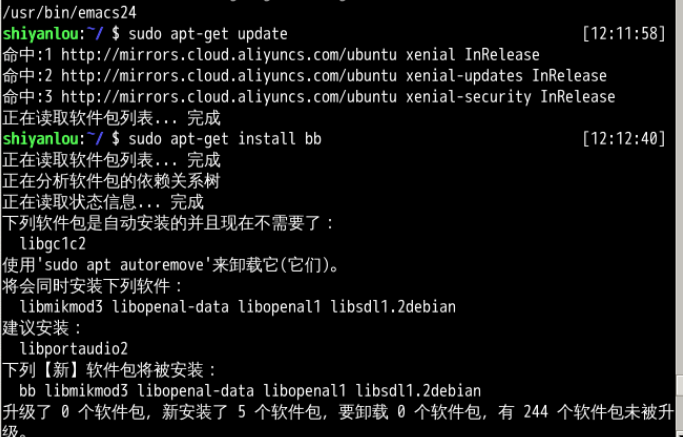 /usr/bin/emacs24
shiyanlou:~/ $ sudo apt-get update [12:11:58]
命中:1 http://mirrors.cloud.aliyuncs.com/ubuntu xenial InRelease
命中:2 http://mirrors.cloud.aliyuncs.com/ubuntu xenial-updates InRelease
命中:3 http://mirrors.cloud.aliyuncs.com/ubuntu xenial-security InRelease
正在读取软件包列表... 完成
shiyanlou:~/ $ sudo apt-get install bb [12:12:40]
正在读取软件包列表... 完成
正在分析软件包的依赖关系树
正在读取状态信息... 完成
下列软件包是自动安装的并且现在不需要了：
  libgc1c2
使用'sudo apt autoremove'来卸载它(它们)。
将会同时安装下列软件：
  libmikmod3 libopenal-data libopenal1 libsdl1.2debian
建议安装：
  libportaudio2
下列【新】软件包将被安装：
  bb libmikmod3 libopenal-data libopenal1 libsdl1.2debian
升级了 0 个软件包，新安装了 5 个软件包，要卸载 0 个软件包，有 244 个软件包未被升
级。